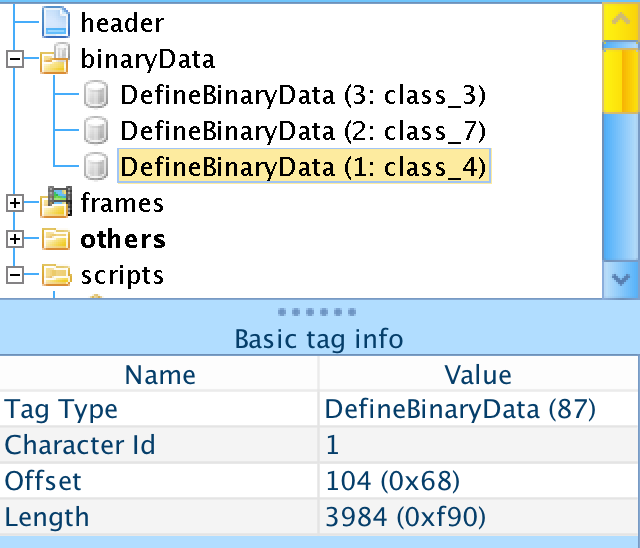 header
binaryData
DefineBinaryData (3: class_3)
DefineBinaryData (2: class_7)
DefineBinaryData (1: class_4)
frames
others
scripts
Basic tag info
Name Value
Tag Type DefineBinaryData (87)
Character Id 1
Offset 104 (0x68)
Length 3984 (0xf90)